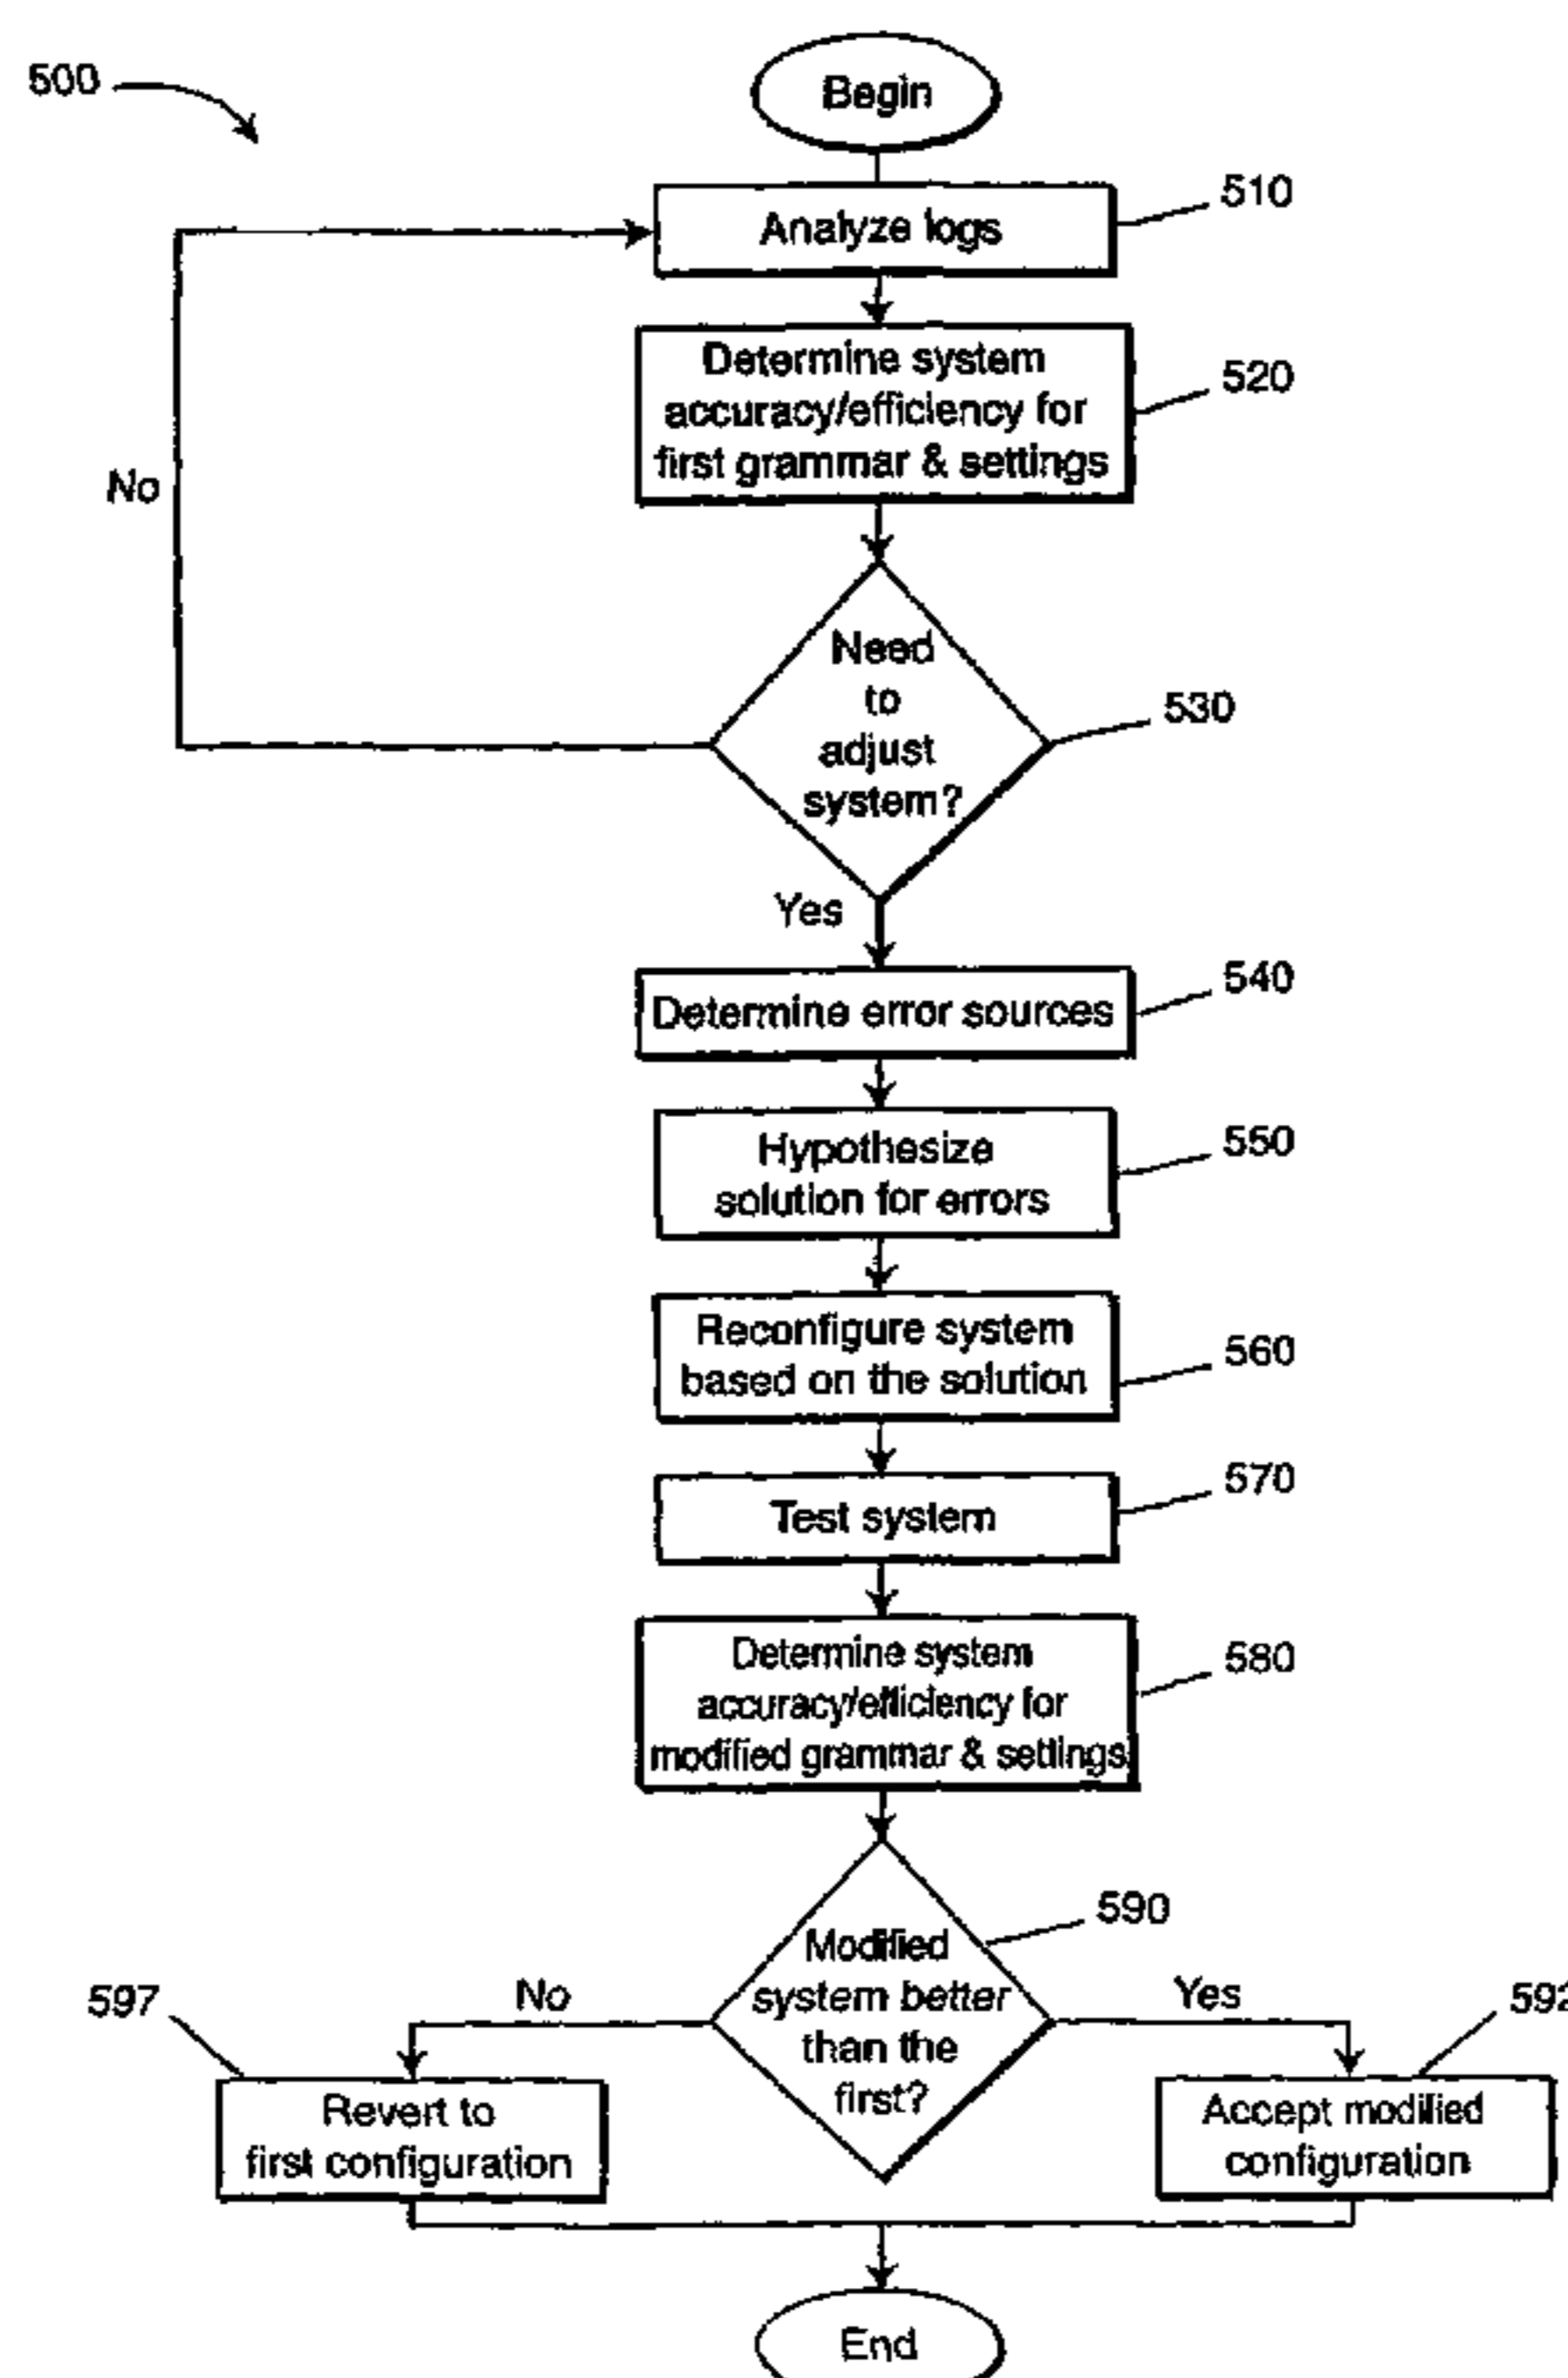 500
Begin
Analyze logs
510
Determine system
accuracy/efficiency for
first grammar & settings
520
No
Need
to
adjust
system?
530
Yes
Determine error sources
540
Hypothesize
solution for errors
550
Reconfigure system
based on the solution
560
Test system
570
Determine system
accuracy/efficiency for
modified grammar & settings
580
590
Modified
system better
than the
first?
No
Yes
597
592
Revert to
first configuration
Accept modified
configuration
End